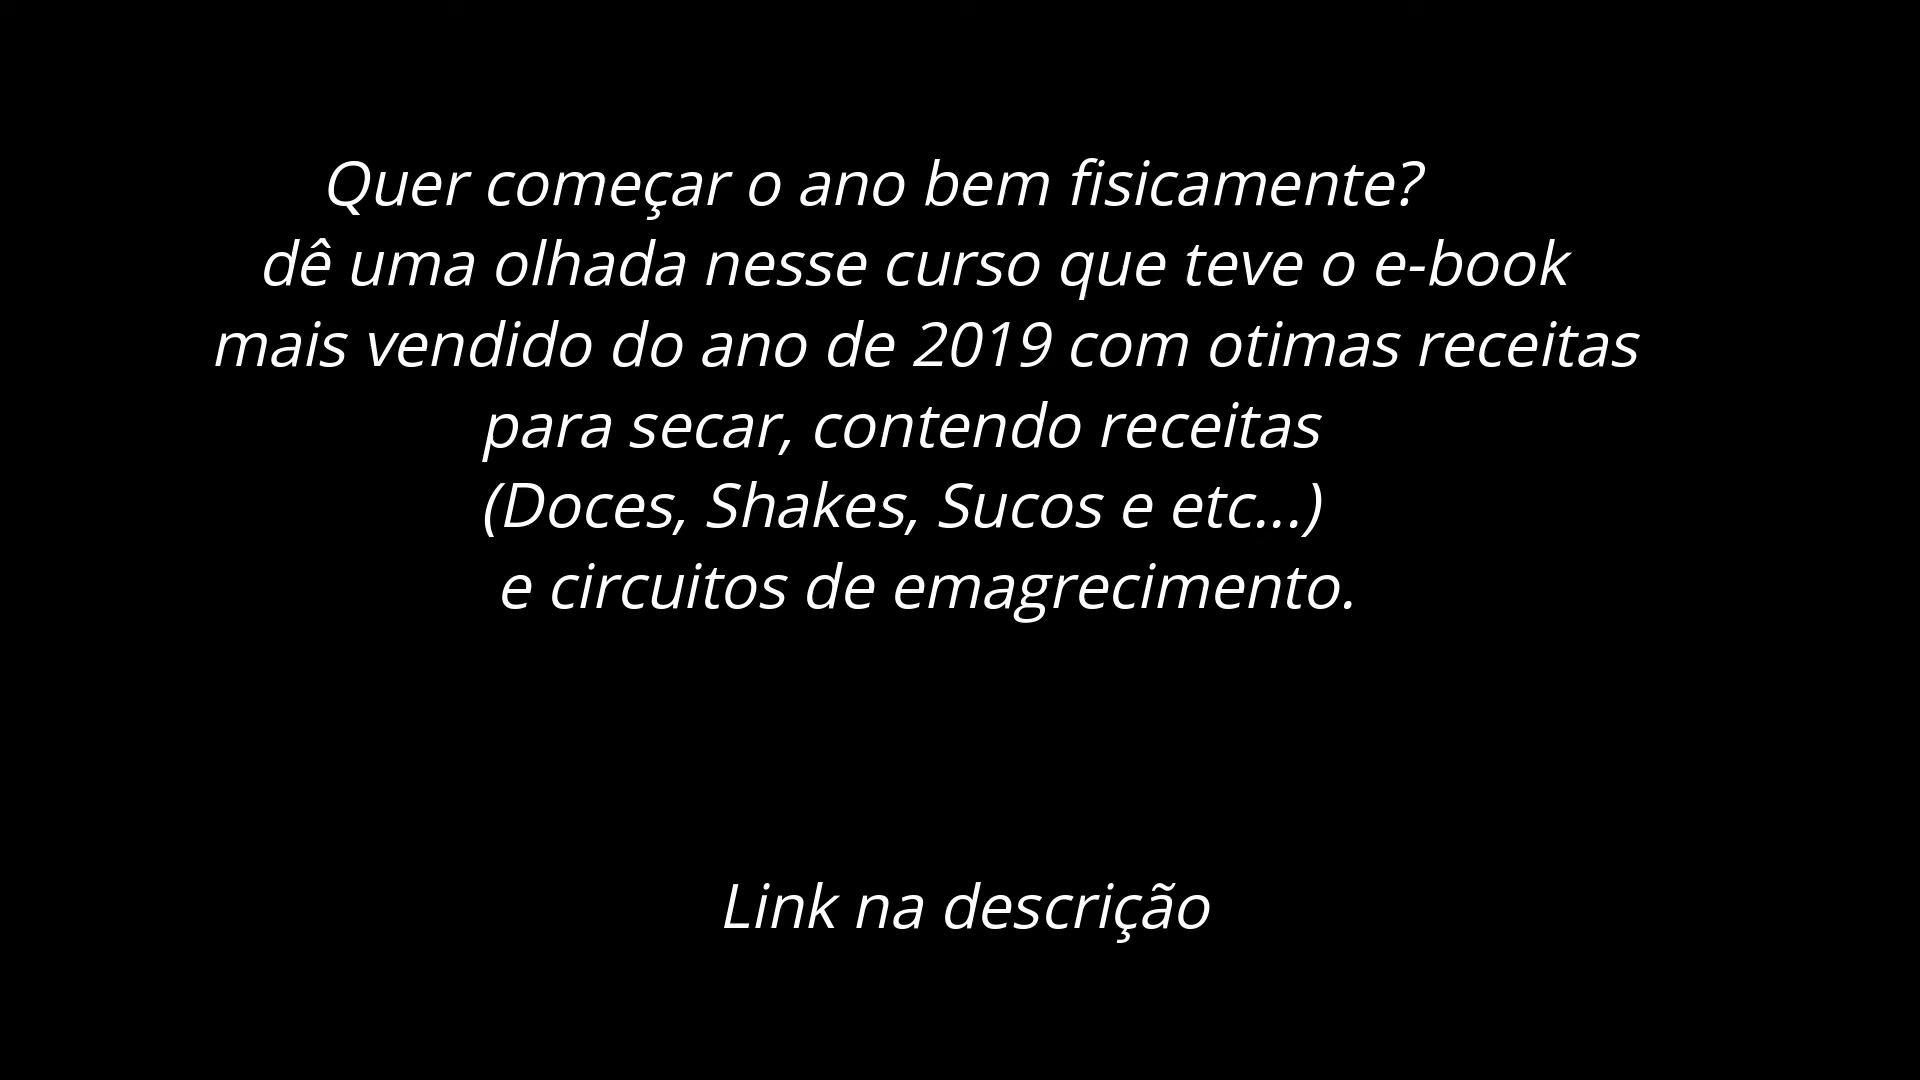 Quer começar o ano bem fisicamente?
dê uma olhada nesse curso que teve o e-book
mais vendido do ano de 2019 com otimas receitas
para secar, contendo receitas
(Doces, Shakes, Sucos e etc...)
e circuitos de emagrecimento.
Link na descrição